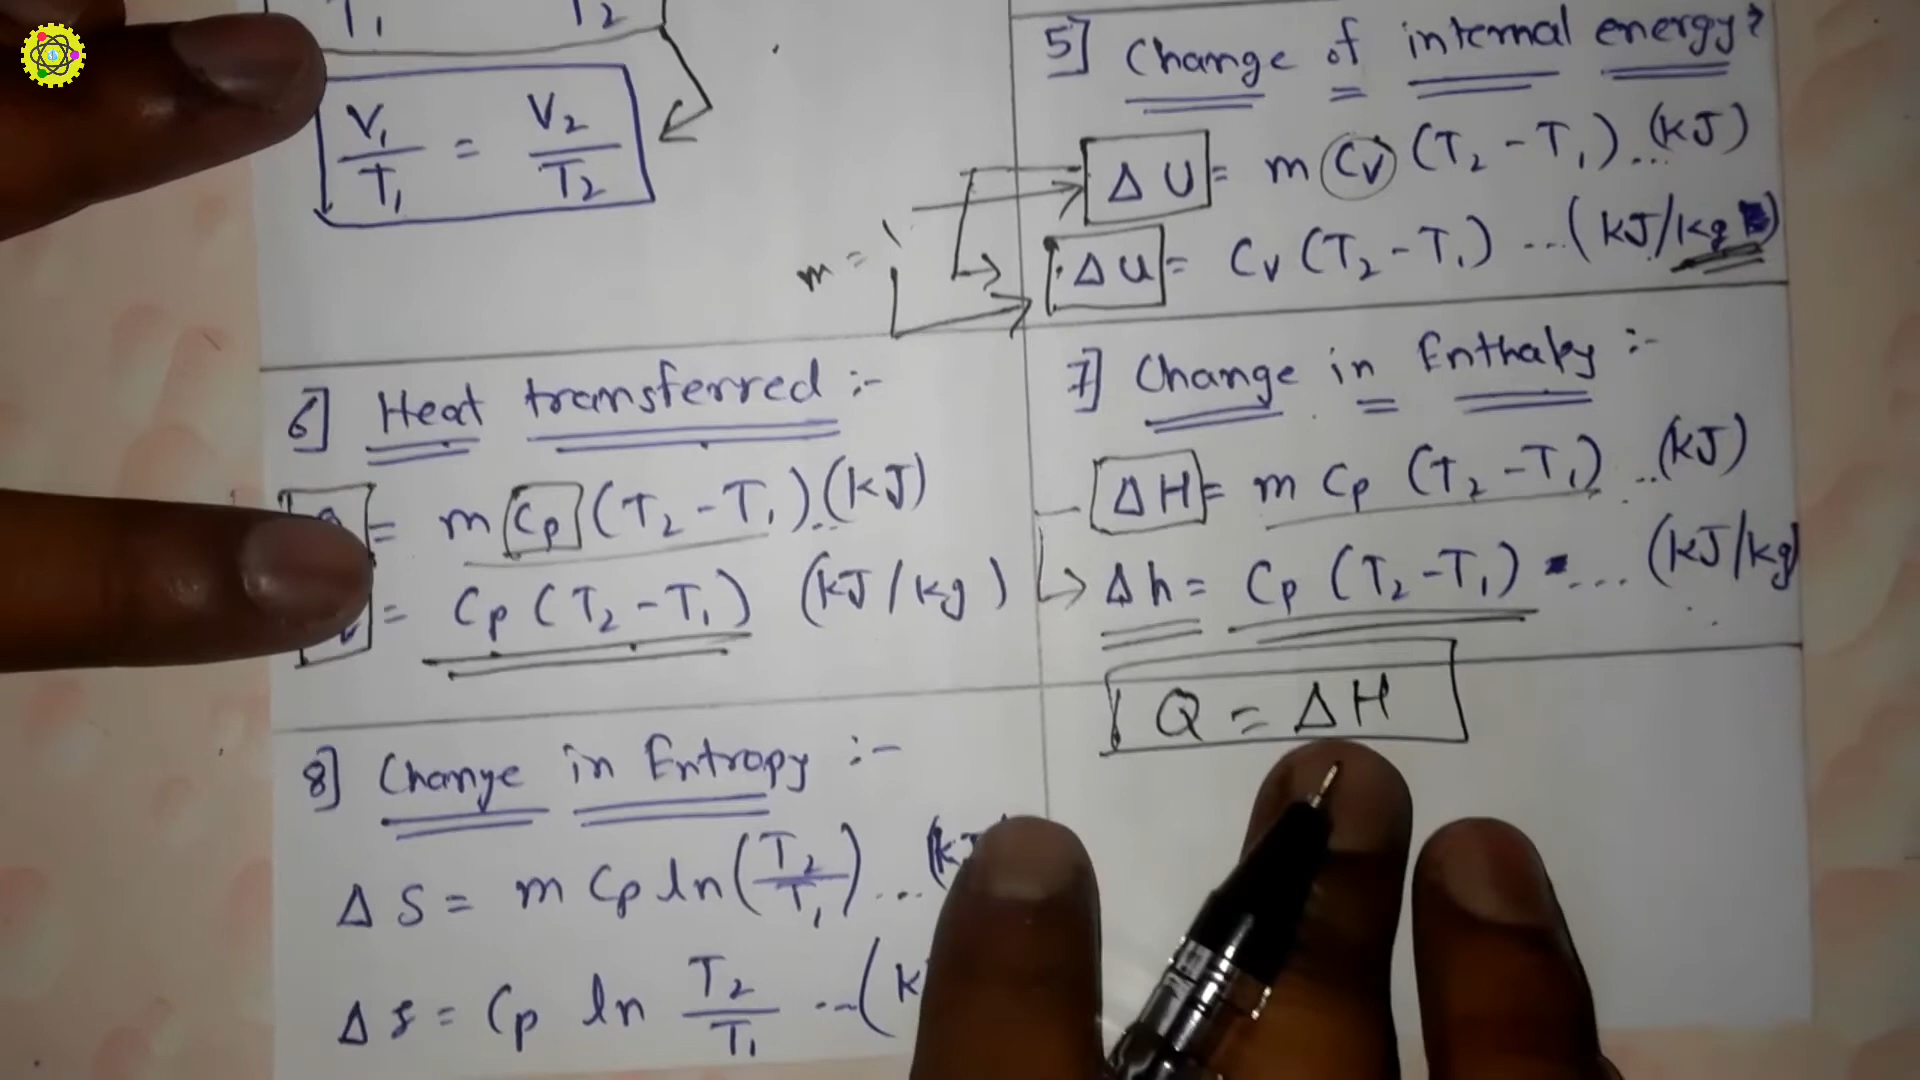 T₁ T₂
V₁/T₁ = V₂/T₂
5] Change of internal energy:
ΔU = m Cv (T₂ - T₁)...(kJ)
m =
Δu = Cv (T₂ - T₁) ...(kJ/kg)
6] Heat transferred :-
= m Cp (T₂ - T₁)...(kJ)
= Cp (T₂ - T₁) (kJ/kg)
7] Change in Enthalpy :-
ΔH = m Cp (T₂ - T₁) ...(kJ)
Δh = Cp (T₂ - T₁) ... (kJ/kg)
Q = ΔH
8] Change in Entropy :-
ΔS = m Cp ln(T₂/T₁)...(kJ
Δs = Cp ln T₂/T₁ ...(k